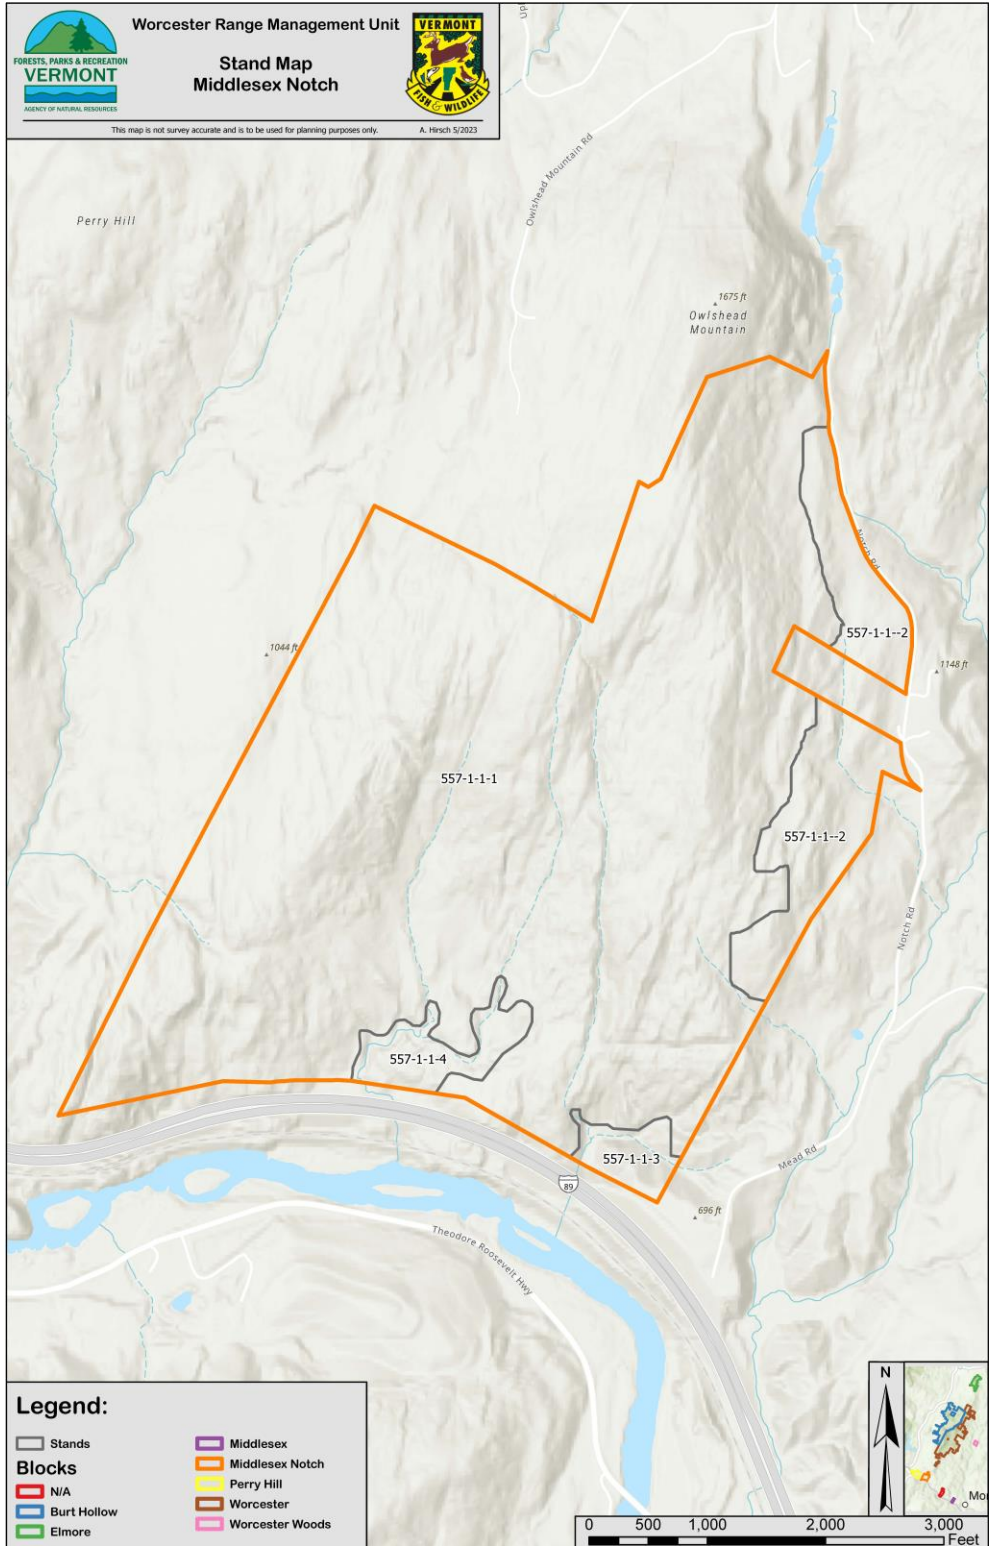 Worcester Range Management Unit
Stand Map
Middlesex Notch
FORESTS, PARKS & RECREATION
VERMONT
AGENCY OF NATURAL RESOURCES
VERMONT
FISH & WILDLIFE
This map is not survey accurate and is to be used for planning purposes only.
A. Hirsch 5/2023
Owlshead Mountain Rd
Perry Hill
1675 ft
Owlshead
Mountain
Notch Rd
557-1-1--2
1044 ft
1148 ft
557-1-1-1
557-1-1--2
Notch Rd
557-1-1-4
557-1-1-3
Mead Rd
89
696 ft
Theodore Roosevelt Hwy
Legend:
Stands
Blocks
N/A
Burt Hollow
Elmore
Middlesex
Middlesex Notch
Perry Hill
Worcester
Worcester Woods
N
Mon
0 500 1,000 2,000 3,000
Feet